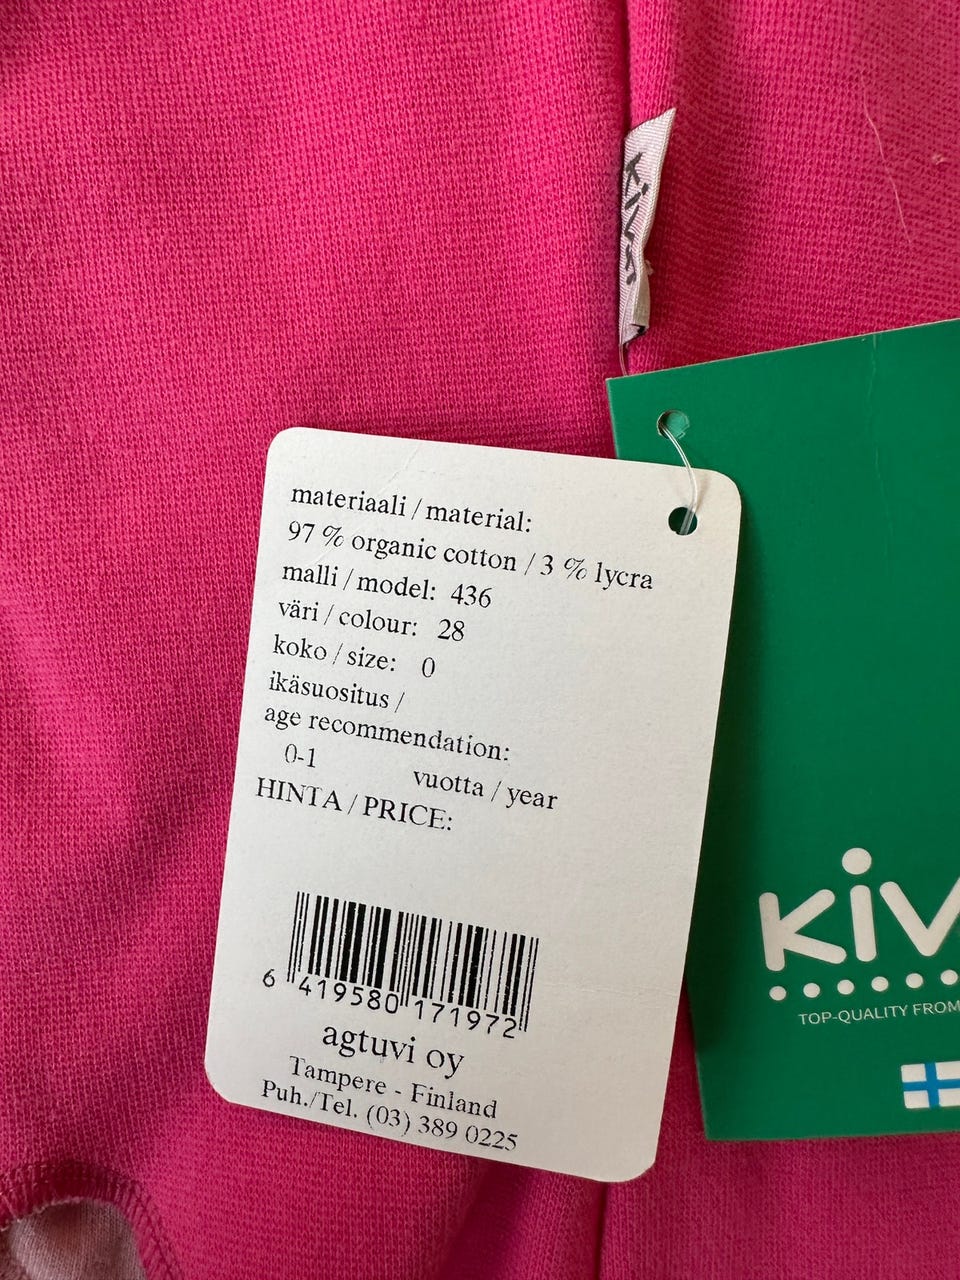 kivat
materiaali / material:
97 % organic cotton / 3 % lycra
malli / model: 436
väri / colour: 28
koko / size: 0
ikäsuositus /
age recommendation:
0-1 vuotta / year
HINTA / PRICE:
6 419580 171972
agtuvi oy
Tampere - Finland
Puh./Tel. (03) 389 0225
kiv
TOP-QUALITY FROM